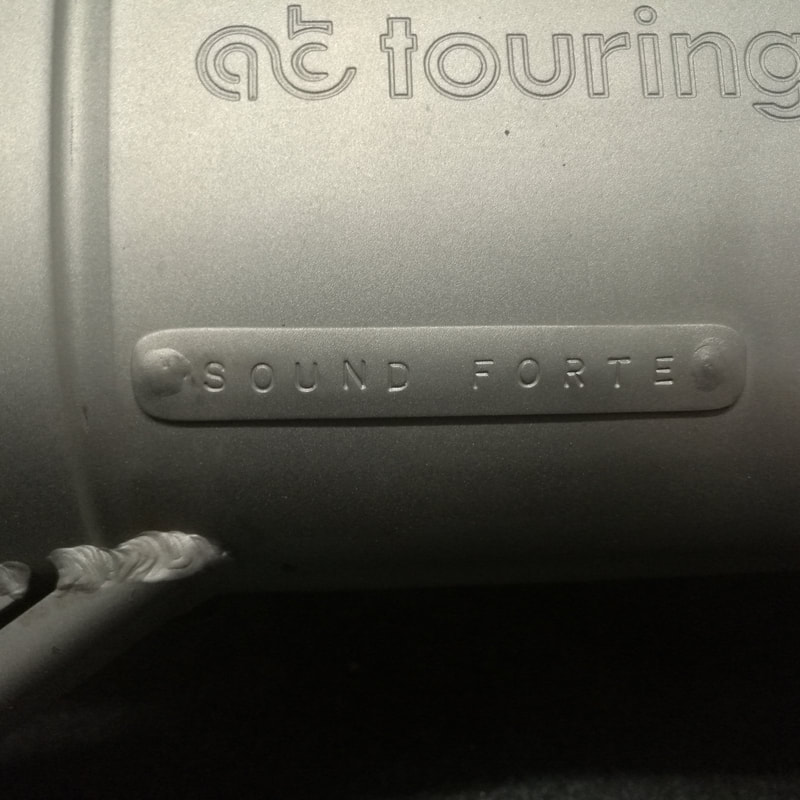 at touring
SOUND FORTE